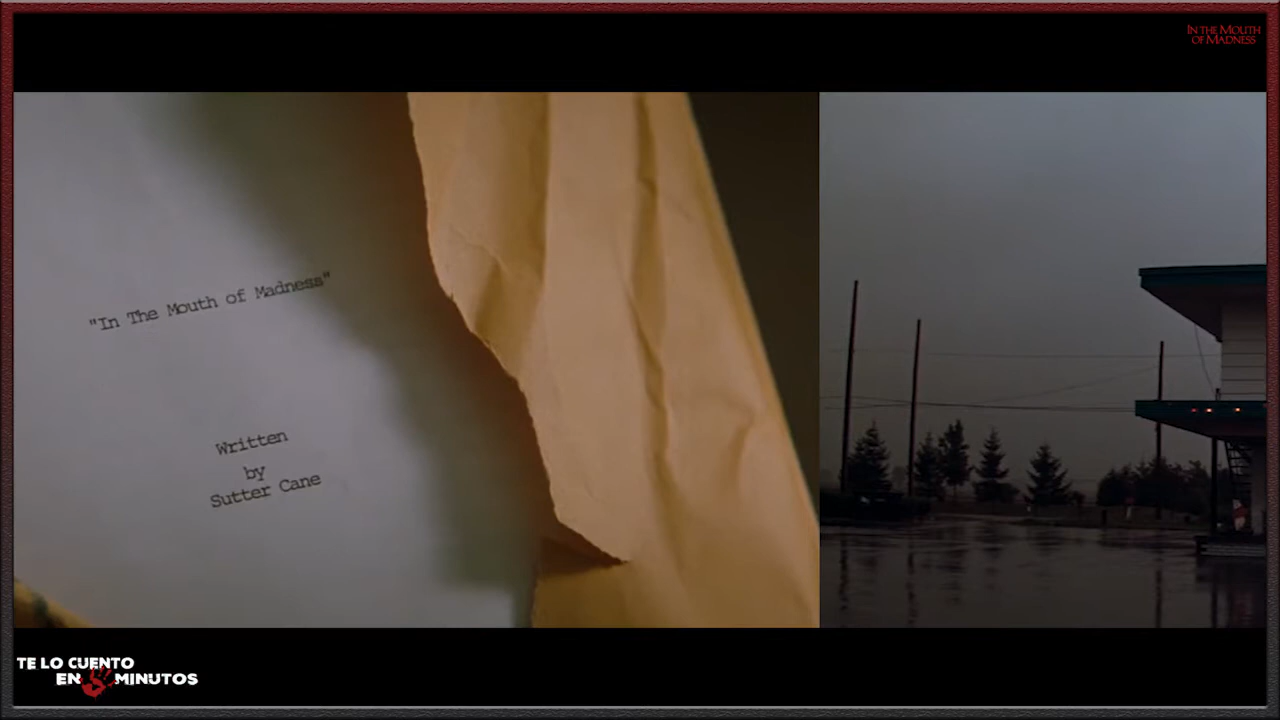 IN THE MOUTH
OF MADNESS
"In The Mouth of Madness"
Written
by
Sutter Cane
TE LO CUENTO
EN 5 MINUTOS